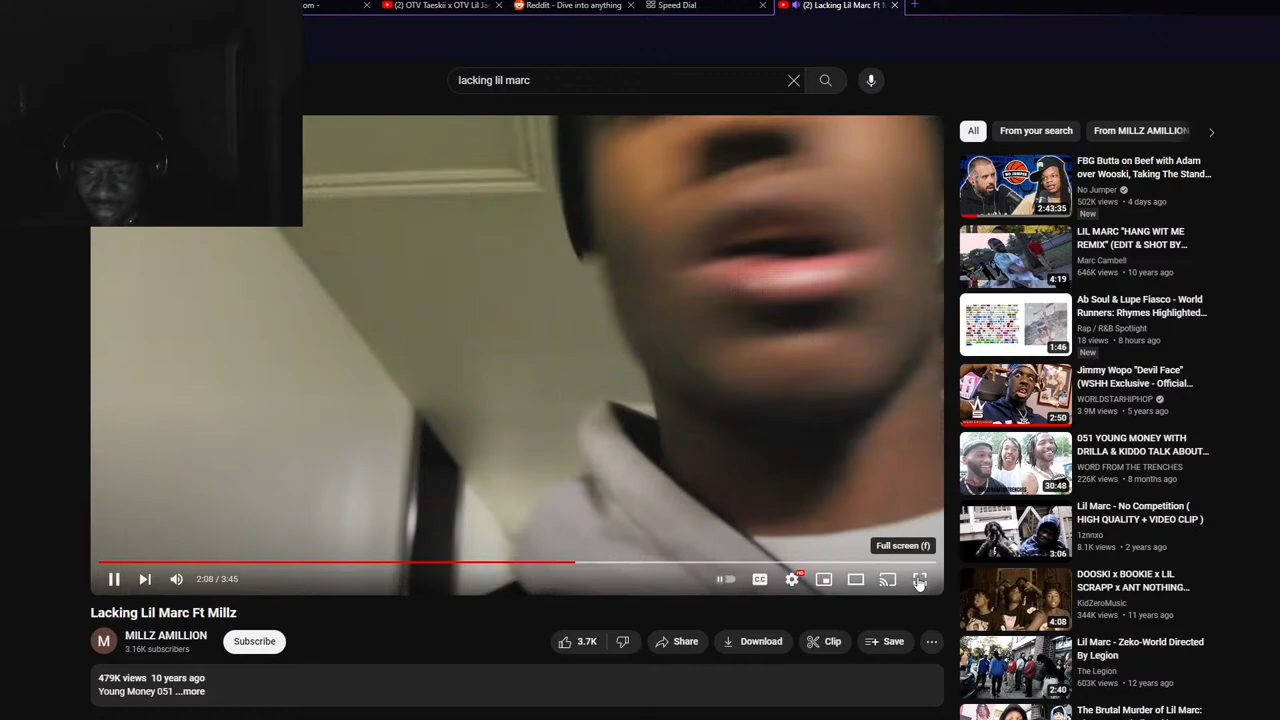 om -
(2) OTV Taeskii x OTV Lil Ja
Reddit - Dive into anything
Speed Dial
(2) Lacking Lil Marc Ft M
lacking lil marc
Full screen (f)
2:08 / 3:45
CC
HD
Lacking Lil Marc Ft Millz
M
MILLZ AMILLION
3.16K subscribers
Subscribe
3.7K
Share
Download
Clip
Save
479K views 10 years ago
Young Money 051 ...more
All
From your search
From MILLZ AMILLION
2:43:35
FBG Butta on Beef with Adam
over Wooski, Taking The Stand...
No Jumper
502K views • 4 days ago
New
4:19
LIL MARC "HANG WIT ME
REMIX" (EDIT & SHOT BY...
Marc Cambell
646K views • 10 years ago
1:46
Ab Soul & Lupe Fiasco - World
Runners: Rhymes Highlighted...
Rap / R&B Spotlight
18 views • 8 hours ago
New
2:50
Jimmy Wopo "Devil Face"
(WSHH Exclusive - Official...
WORLDSTARHIPHOP
3.9M views • 5 years ago
30:48
051 YOUNG MONEY WITH
DRILLA & KIDDO TALK ABOUT...
WORD FROM THE TRENCHES
226K views • 8 months ago
3:06
Lil Marc - No Competition (
HIGH QUALITY + VIDEO CLIP )
1znnxo
8.1K views • 2 years ago
4:08
DOOSKI x BOOKIE x LIL
SCRAPP x ANT NOTHING...
KidZeroMusic
344K views • 11 years ago
2:40
Lil Marc - Zeko-World Directed
By Legion
The Legion
603K views • 12 years ago
The Brutal Murder of Lil Marc: